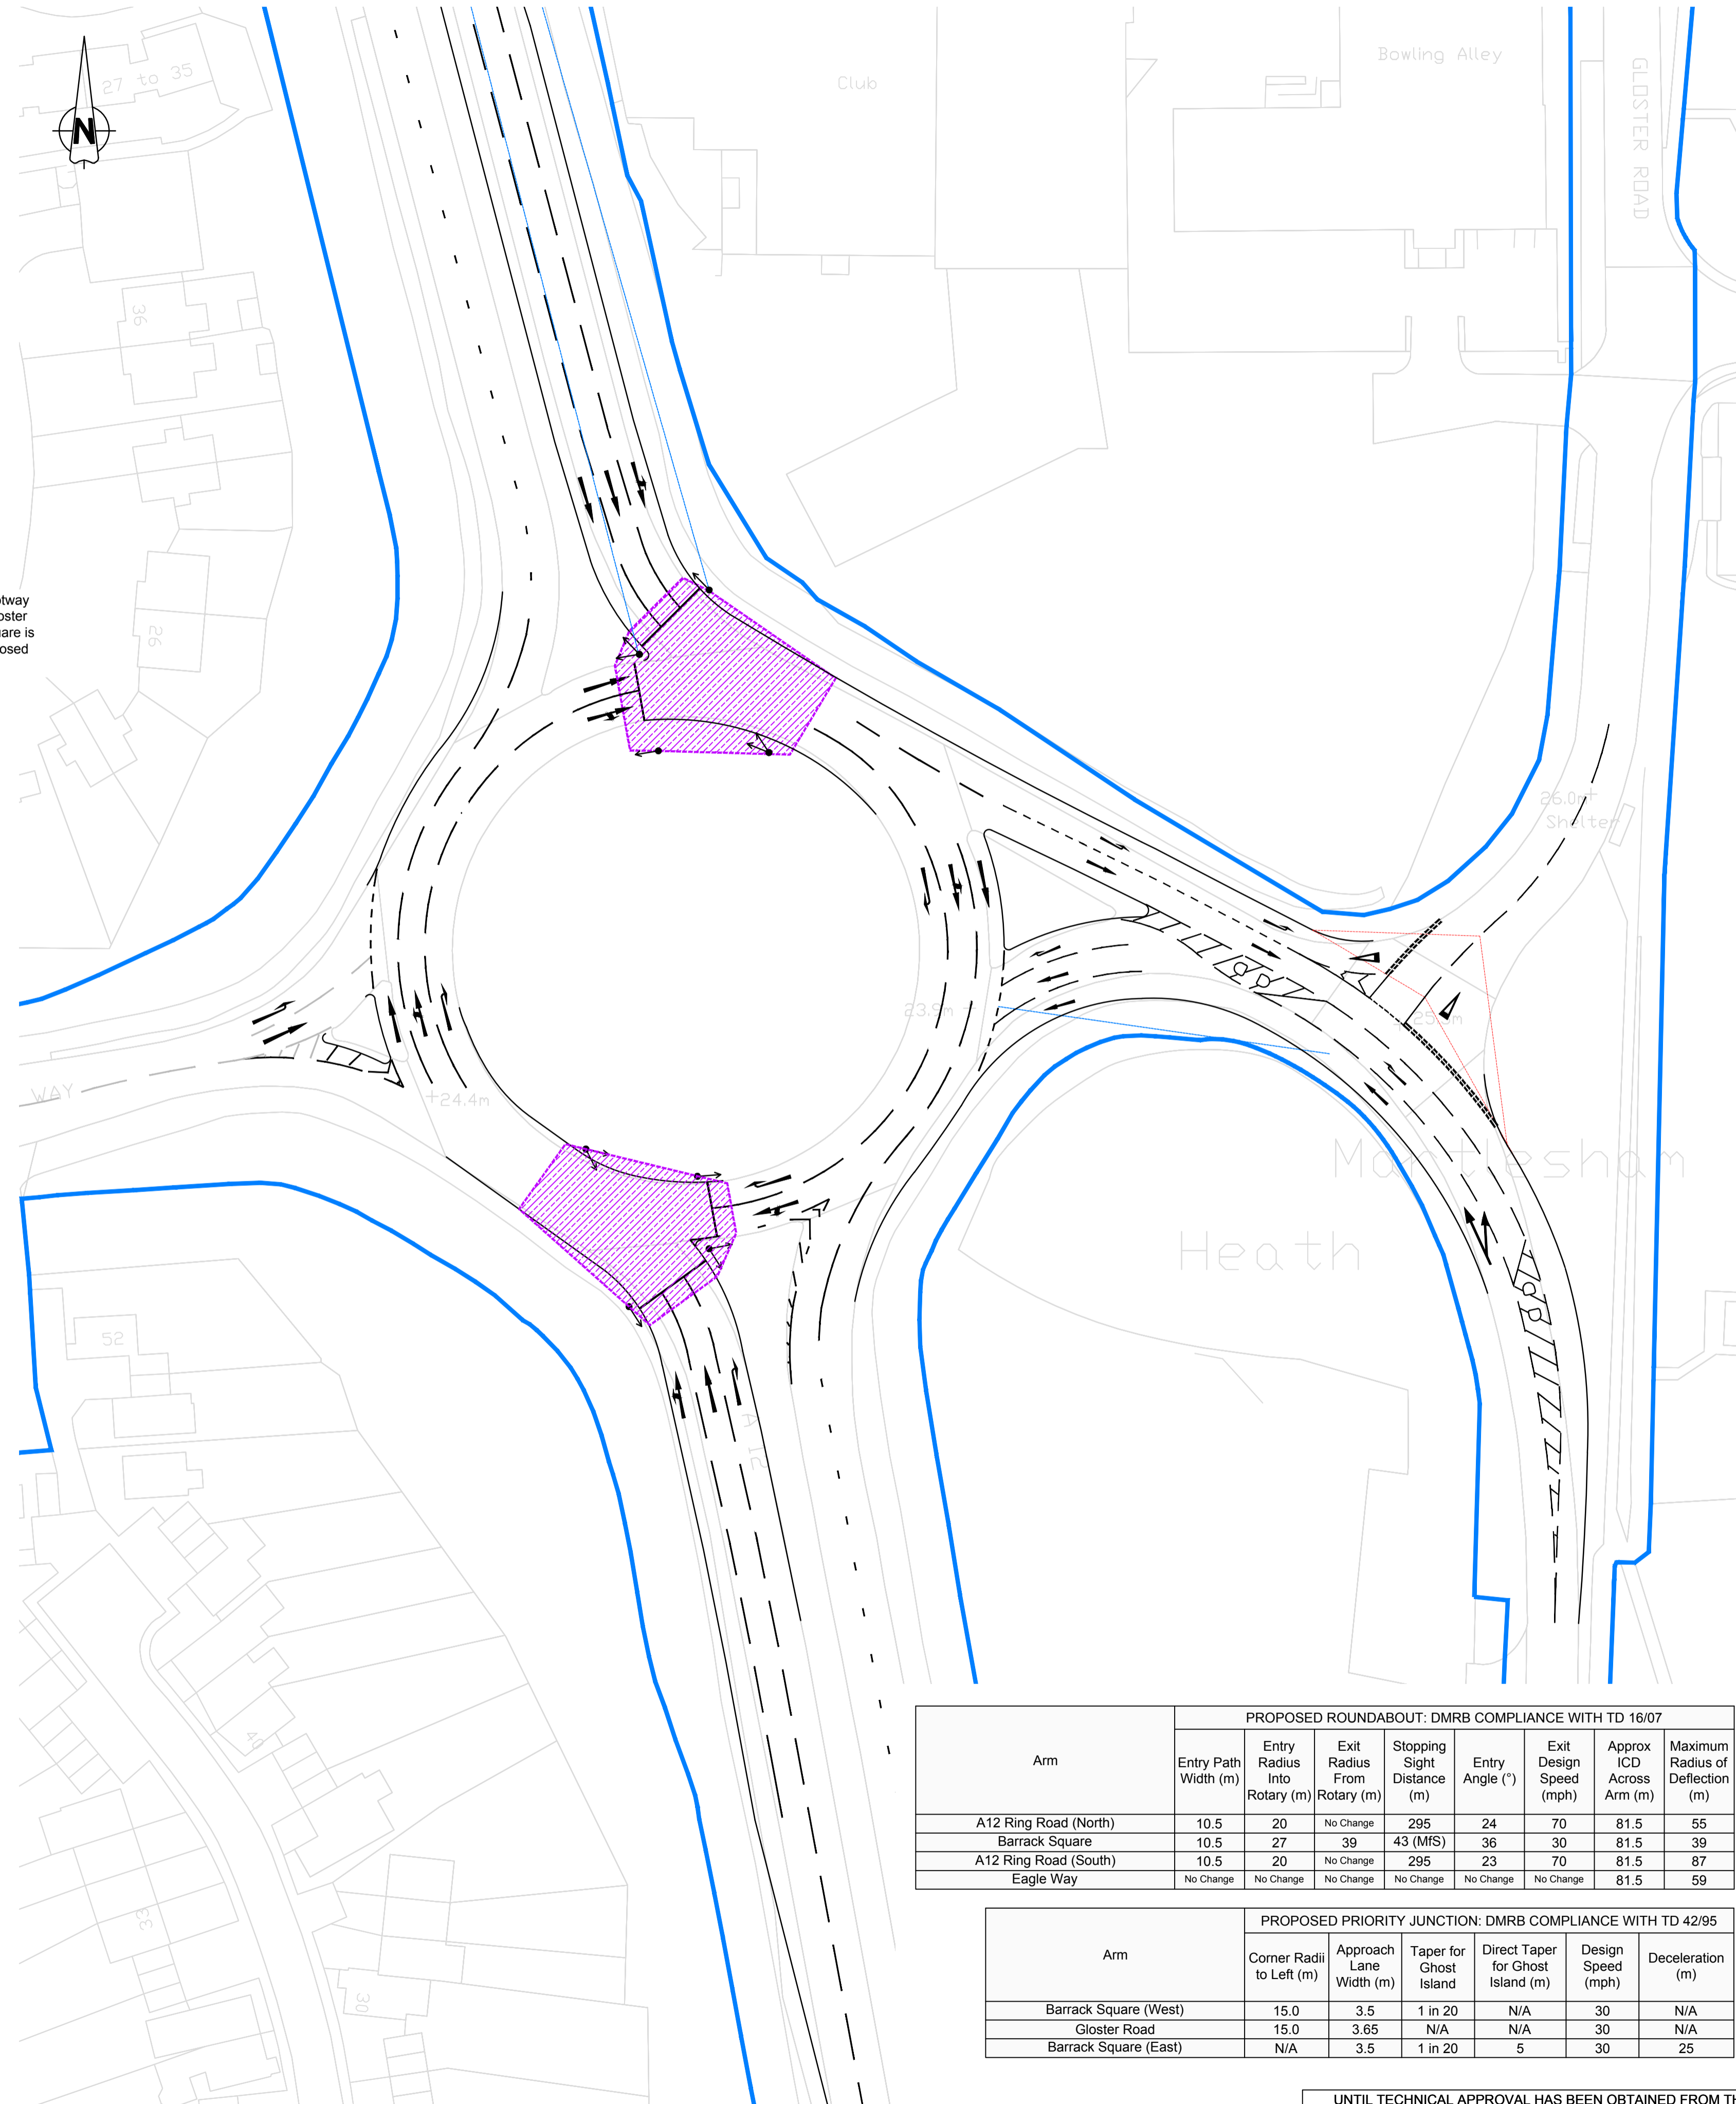 27 to 35
N
Club
Bowling Alley
GLOSTER ROAD
36
26
26.0m
Shelter
23.9m
WAY
24.4m
Martlesham
Heath
52
A 12
40
33
30
PROPOSED ROUNDABOUT: DMRB COMPLIANCE WITH TD 16/07
Arm
Entry Path Width (m)
Entry Radius Into Rotary (m)
Exit Radius From Rotary (m)
Stopping Sight Distance (m)
Entry Angle (°)
Exit Design Speed (mph)
Approx ICD Across Arm (m)
Maximum Radius of Deflection (m)
A12 Ring Road (North) 10.5 20 No Change 295 24 70 81.5 55
Barrack Square 10.5 27 39 43 (MfS) 36 30 81.5 39
A12 Ring Road (South) 10.5 20 No Change 295 23 70 81.5 87
Eagle Way No Change No Change No Change No Change No Change No Change 81.5 59
PROPOSED PRIORITY JUNCTION: DMRB COMPLIANCE WITH TD 42/95
Arm
Corner Radii to Left (m)
Approach Lane Width (m)
Taper for Ghost Island
Direct Taper for Ghost Island (m)
Design Speed (mph)
Deceleration (m)
Barrack Square (West) 15.0 3.5 1 in 20 N/A 30 N/A
Gloster Road 15.0 3.65 N/A N/A 30 N/A
Barrack Square (East) N/A 3.5 1 in 20 5 30 25
UNTIL TECHNICAL APPROVAL HAS BEEN OBTAINED FROM